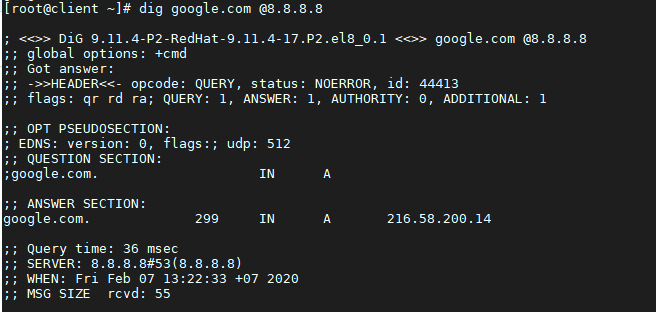 [root@client ~]# dig google.com @8.8.8.8
; <<>> DiG 9.11.4-P2-RedHat-9.11.4-17.P2.el8_0.1 <<>> google.com @8.8.8.8
;; global options: +cmd
;; Got answer:
;; ->>HEADER<<- opcode: QUERY, status: NOERROR, id: 44413
;; flags: qr rd ra; QUERY: 1, ANSWER: 1, AUTHORITY: 0, ADDITIONAL: 1
;; OPT PSEUDOSECTION:
; EDNS: version: 0, flags:; udp: 512
;; QUESTION SECTION:
;google.com. IN A
;; ANSWER SECTION:
google.com. 299 IN A 216.58.200.14
;; Query time: 36 msec
;; SERVER: 8.8.8.8#53(8.8.8.8)
;; WHEN: Fri Feb 07 13:22:33 +07 2020
;; MSG SIZE rcvd: 55